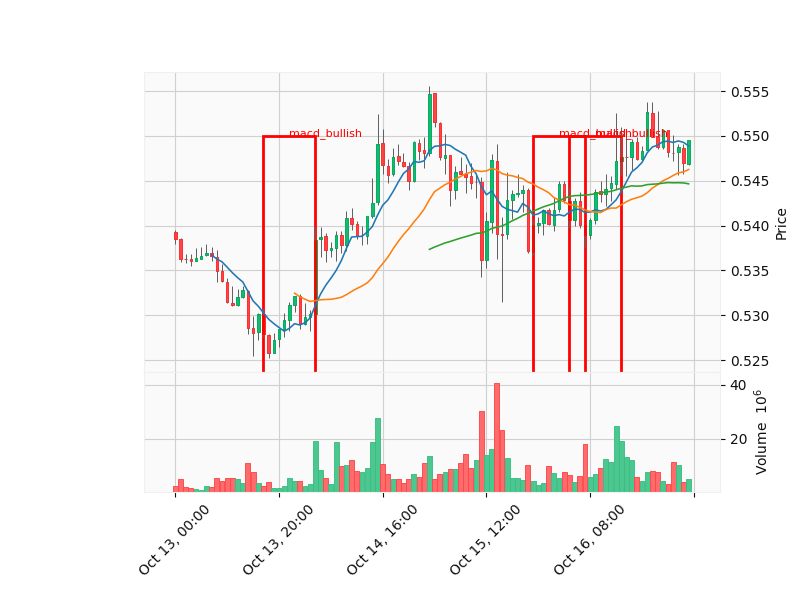 0.555
0.550
0.545
0.540
0.535
0.530
0.525
Price
macd_bullish
macd_bullish
40
20
Volume 10^6
Oct 13, 00:00
Oct 13, 20:00
Oct 14, 16:00
Oct 15, 12:00
Oct 16, 08:00